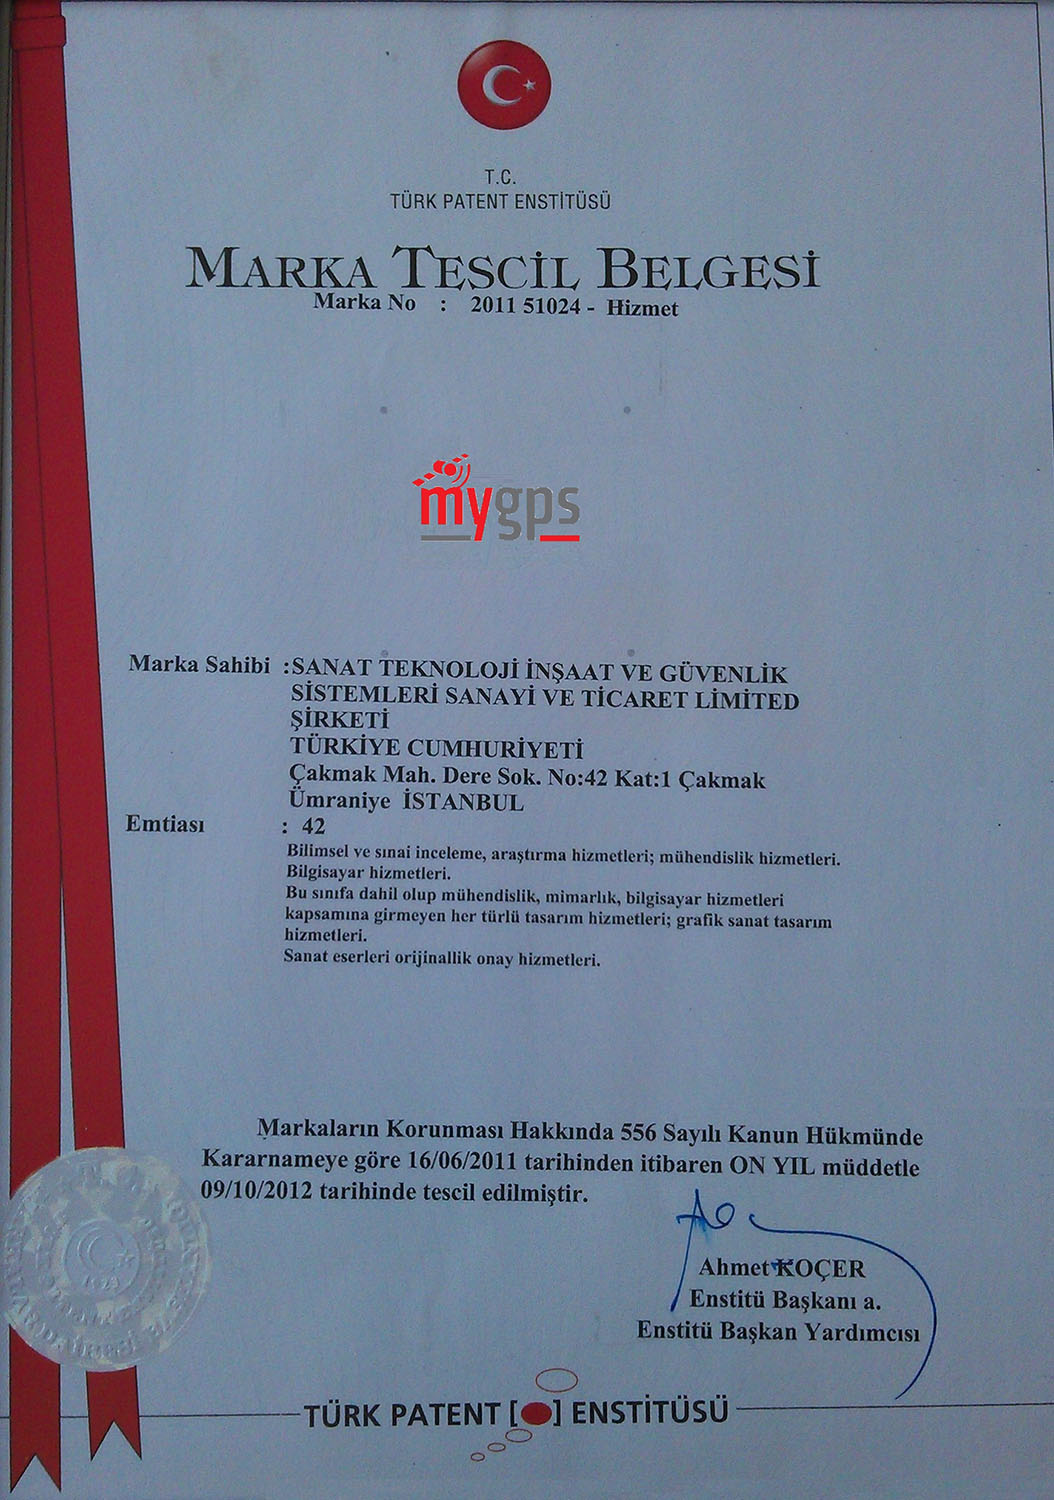 T.C.
TÜRK PATENT ENSTİTÜSÜ
MARKA TESCİL BELGESİ
Marka No : 2011 51024 - Hizmet
mygps
Marka Sahibi :SANAT TEKNOLOJİ İNŞAAT VE GÜVENLİK
SİSTEMLERİ SANAYİ VE TİCARET LİMİTED
ŞİRKETİ
TÜRKİYE CUMHURİYETİ
Çakmak Mah. Dere Sok. No:42 Kat:1 Çakmak
Ümraniye İSTANBUL
Emtiası : 42
Bilimsel ve sınai inceleme, araştırma hizmetleri; mühendislik hizmetleri.
Bilgisayar hizmetleri.
Bu sınıfa dahil olup mühendislik, mimarlık, bilgisayar hizmetleri
kapsamına girmeyen her türlü tasarım hizmetleri; grafik sanat tasarım
hizmetleri.
Sanat eserleri orijinallik onay hizmetleri.
Markaların Korunması Hakkında 556 Sayılı Kanun Hükmünde
Kararnameye göre 16/06/2011 tarihinden itibaren ON YIL müddetle
09/10/2012 tarihinde tescil edilmiştir.
Ahmet KOÇER
Enstitü Başkanı a.
Enstitü Başkan Yardımcısı
TÜRK PATENT [ ] ENSTİTÜSÜ